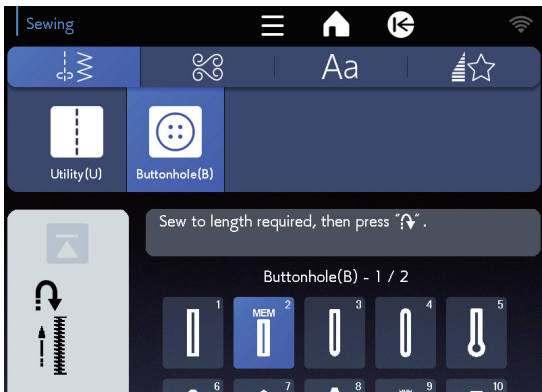 Sewing
Aa
Utility(U)
Buttonhole(B)
Sew to length required, then press " ".
Buttonhole(B) - 1 / 2
1
MEM 2
3
4
5
6
7
8
9
10